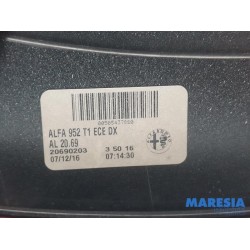 ALFA 952 T1 ECE DX
AL 20.69
20690203 3 50 16
07/12/16 07:14:30
MARESIA